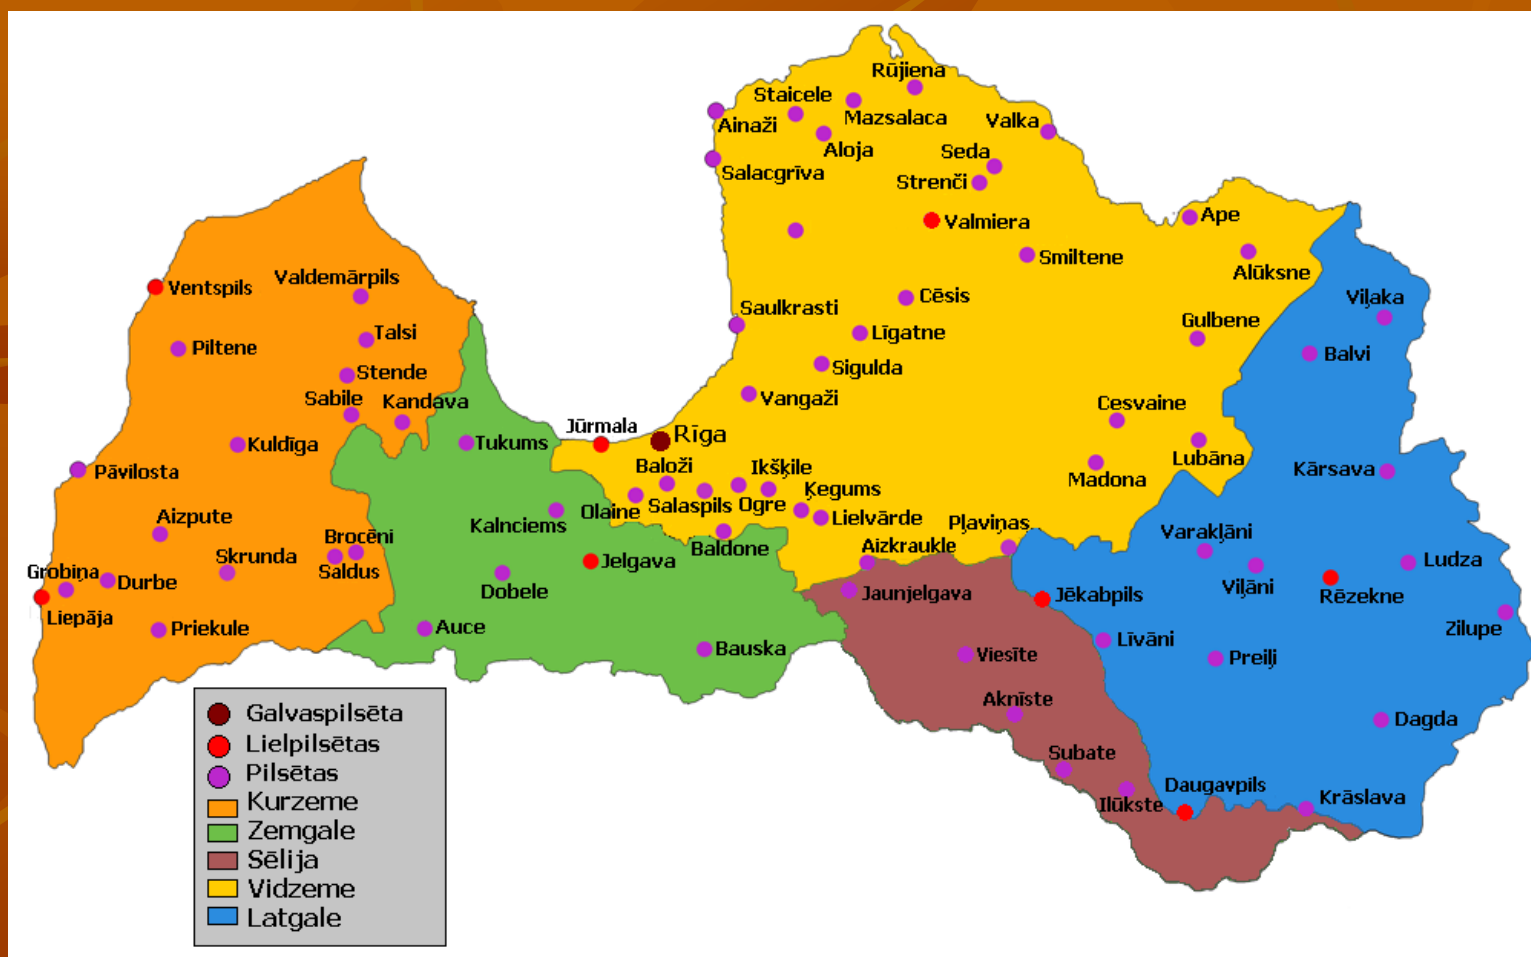 Rūjiena
Staicele
Mazsalaca
Ainaži
Valka
Aloja
Seda
Salacgrīva
Strenči
Ape
Valmiera
Smiltene
Alūksne
Valdemārpils
Ventspils
Cēsis
Viļaka
Saulkrasti
Gulbene
Talsi
Līgatne
Piltene
Balvi
Stende
Sigulda
Sabile
Kandava
Vangaži
Cesvaine
Jūrmala
Rīga
Kuldīga
Tukums
Lubāna
Baloži
Ikšķile
Pāvilosta
Madona
Kārsava
Ķegums
Salaspils
Ogre
Olaine
Lielvārde
Aizpute
Kalnciems
Pļaviņas
Varakļāni
Brocēni
Baldone
Aizkraukle
Skrunda
Jelgava
Ludza
Saldus
Grobiņa
Durbe
Viļāni
Dobele
Jaunjelgava
Jēkabpils
Rēzekne
Liepāja
Priekule
Auce
Zilupe
Līvāni
Bauska
Viesīte
Preiļi
Aknīste
Dagda
Subate
Daugavpils
Ilūkste
Krāslava
Galvaspilsēta
Lielpilsētas
Pilsētas
Kurzeme
Zemgale
Sēlija
Vidzeme
Latgale